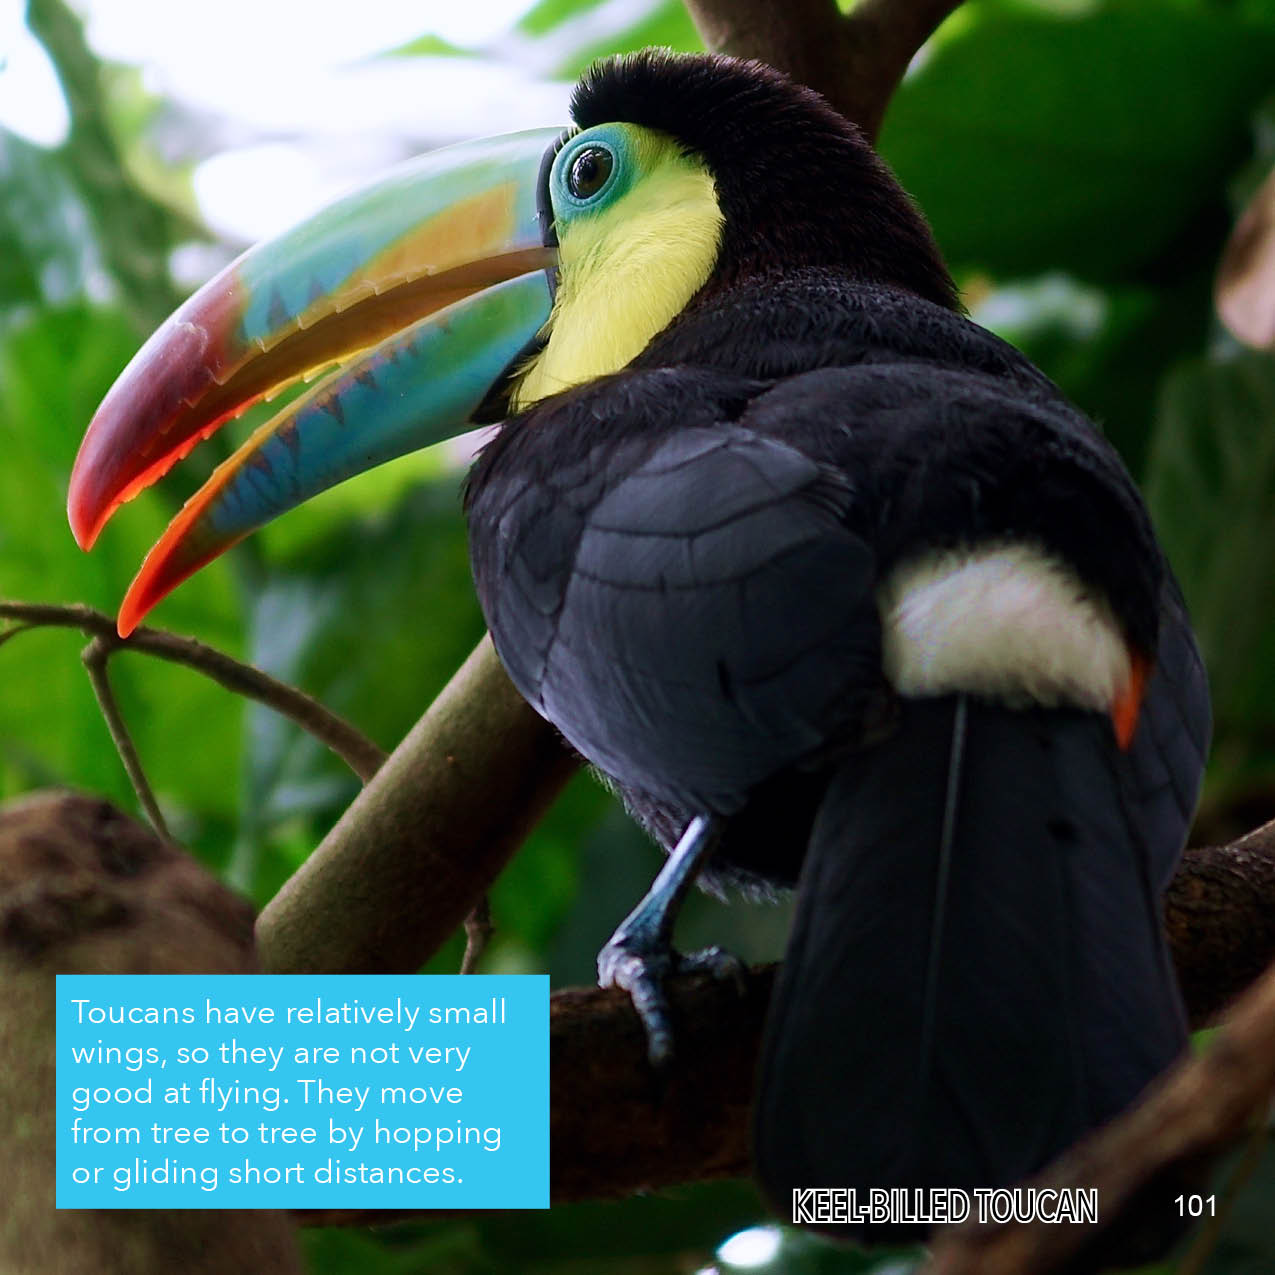 Toucans have relatively small
wings, so they are not very
good at flying. They move
from tree to tree by hopping
or gliding short distances.
KEEL-BILLED TOUCAN 101